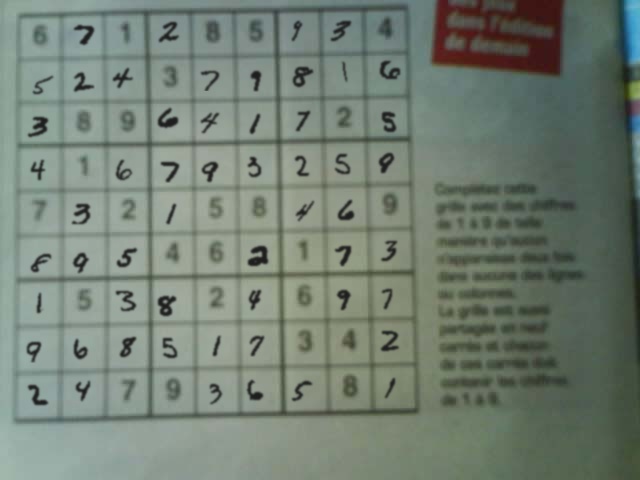 6 7 1 2 8 5 9 3 4
5 2 4 3 7 9 8 1 6
3 8 9 6 4 1 7 2 5
4 1 6 7 9 3 2 5 8
7 3 2 1 5 8 4 6 9
8 9 5 4 6 2 1 7 3
1 5 3 8 2 4 6 9 7
9 6 8 5 1 7 3 4 2
2 4 7 9 3 6 5 8 1
des jeux
dans l'édition
de demain
Complétez cette
grille avec des chiffres
de 1 à 9 de telle
manière qu'aucun
n'apparaisse deux fois
dans aucune des lignes
ou colonnes.
La grille est aussi
partagée en neuf
carrés et chacun
de ces carrés doit
contenir les chiffres
de 1 à 9.